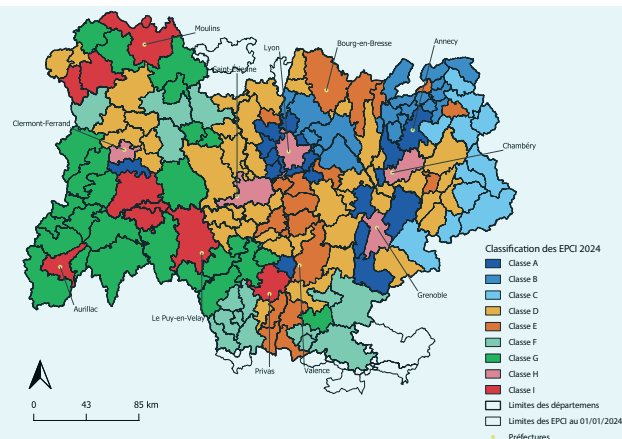 Moulins
Lyon
Bourg-en-Bresse
Annecy
Saint-Étienne
Clermont-Ferrand
Chambéry
Grenoble
Aurillac
Le Puy-en-Velay
Privas
Valence
0 43 85 km
Classification des EPCI 2024
Classe A
Classe B
Classe C
Classe D
Classe E
Classe F
Classe G
Classe H
Classe I
Limites des départemens
Limites des EPCI au 01/01/2024
Préfectures